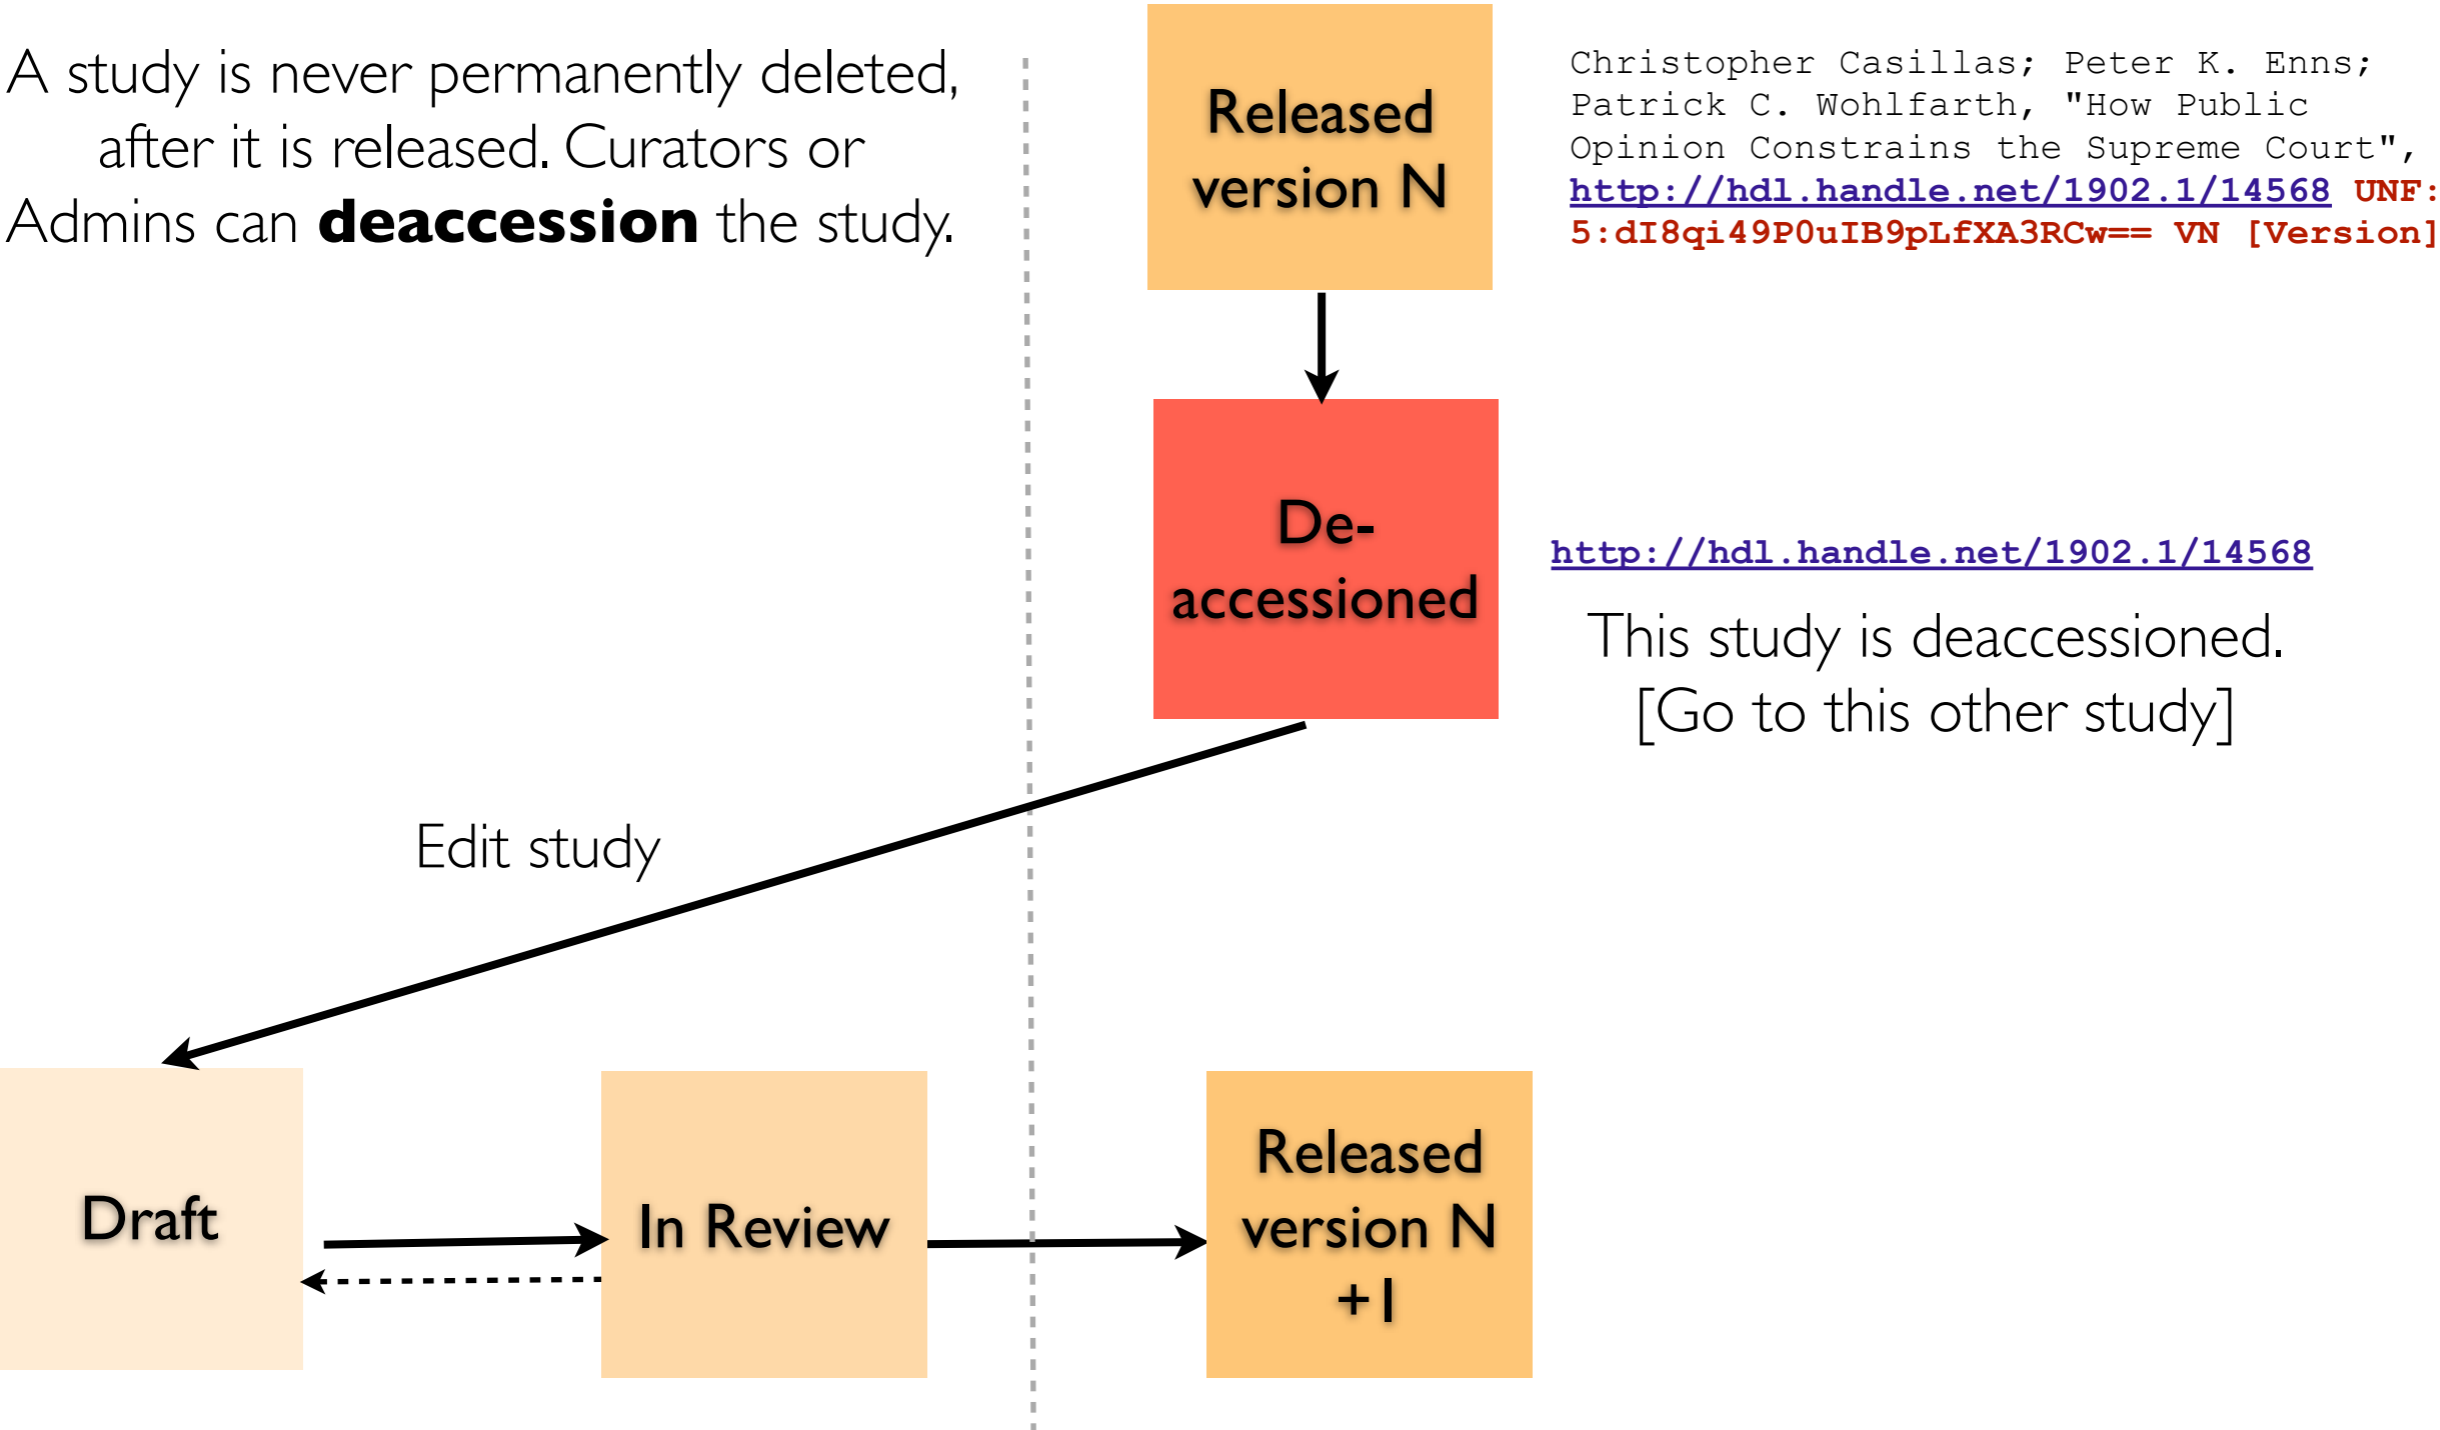 A study is never permanently deleted,
after it is released. Curators or
Admins can deaccession the study.
Released
version N
Christopher Casillas; Peter K. Enns;
Patrick C. Wohlfarth, "How Public
Opinion Constrains the Supreme Court",
http://hdl.handle.net/1902.1/14568 UNF:
5:dI8qi49P0uIB9pLfXA3RCw== VN [Version]
De-
accessioned
http://hdl.handle.net/1902.1/14568
This study is deaccessioned.
[Go to this other study]
Edit study
Draft
In Review
Released
version N
+1